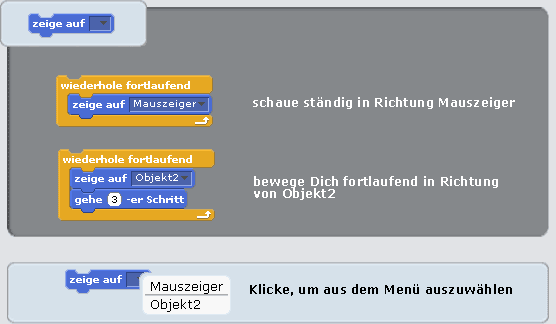 zeige auf
wiederhole fortlaufend
zeige auf Mauszeiger
schaue ständig in Richtung Mauszeiger
wiederhole fortlaufend
zeige auf Objekt2
gehe 3 -er Schritt
bewege Dich fortlaufend in Richtung
von Objekt2
zeige auf
Mauszeiger
Objekt2
Klicke, um aus dem Menü auszuwählen